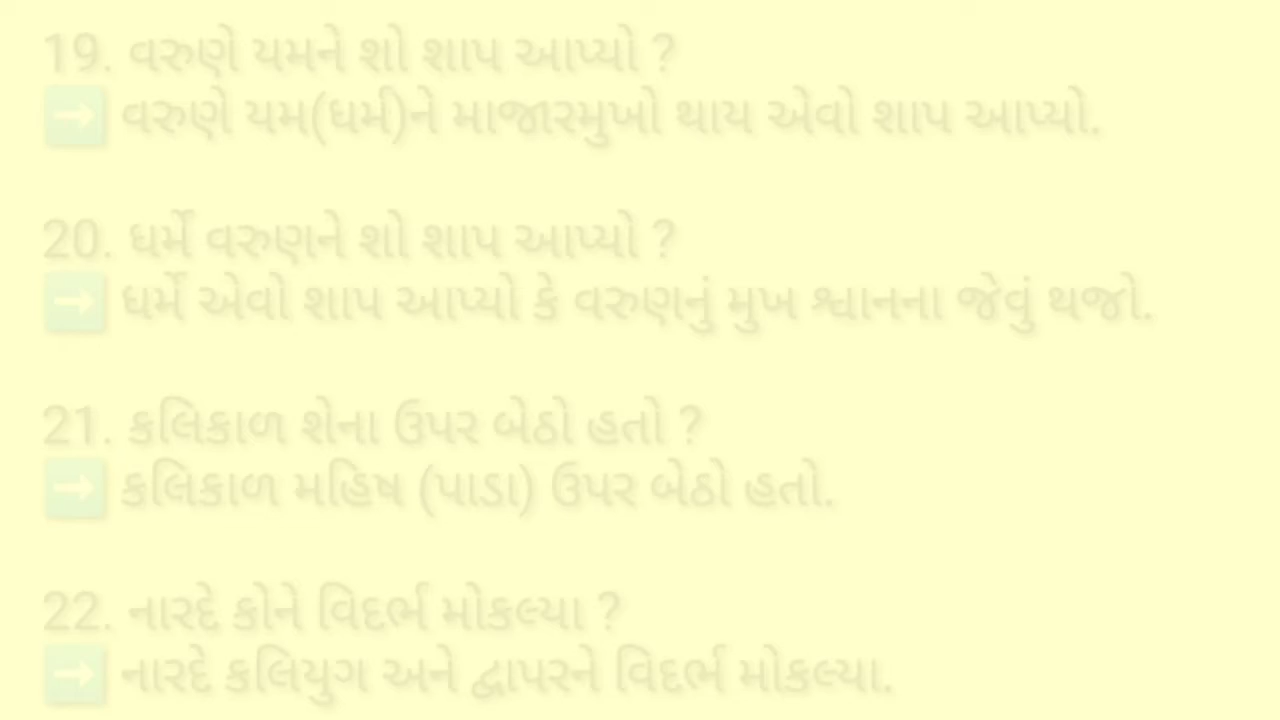 19. વરુણે યમને શો શાપ આપ્યો ?
➡ વરુણે યમ(ધર્મ)ને માર્જારમુખો થાય એવો શાપ આપ્યો.
20. ધર્મે વરુણને શો શાપ આપ્યો ?
➡ ધર્મે એવો શાપ આપ્યો કે વરુણનું મુખ શ્વાનના જેવું થજો.
21. કલિકાળ શેના ઉપર બેઠો હતો ?
➡ કલિકાળ મહિષ (પાડા) ઉપર બેઠો હતો.
22. નારદે કોને વિદર્ભ મોકલ્યા ?
➡ નારદે કલિયુગ અને દ્વાપરને વિદર્ભ મોકલ્યા.